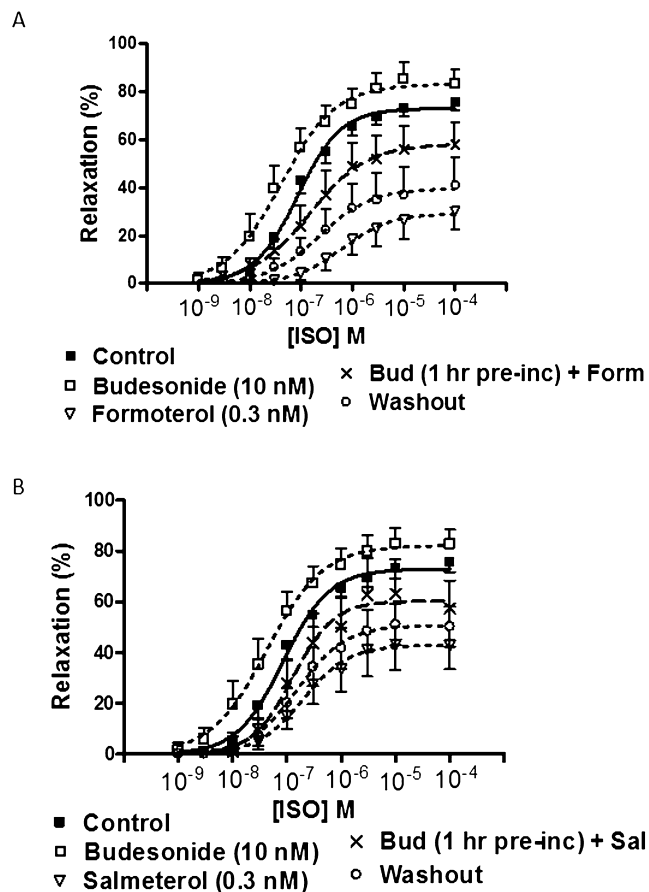 A
100
80
60
40
20
0
Relaxation (%)
10-9 10-8 10-7 10-6 10-5 10-4
[ISO] M
Control
Budesonide (10 nM)
Formoterol (0.3 nM)
Bud (1 hr pre-inc) + Form
Washout
B
100
80
60
40
20
0
Relaxation (%)
10-9 10-8 10-7 10-6 10-5 10-4
[ISO] M
Control
Budesonide (10 nM)
Salmeterol (0.3 nM)
Bud (1 hr pre-inc) + Sal
Washout